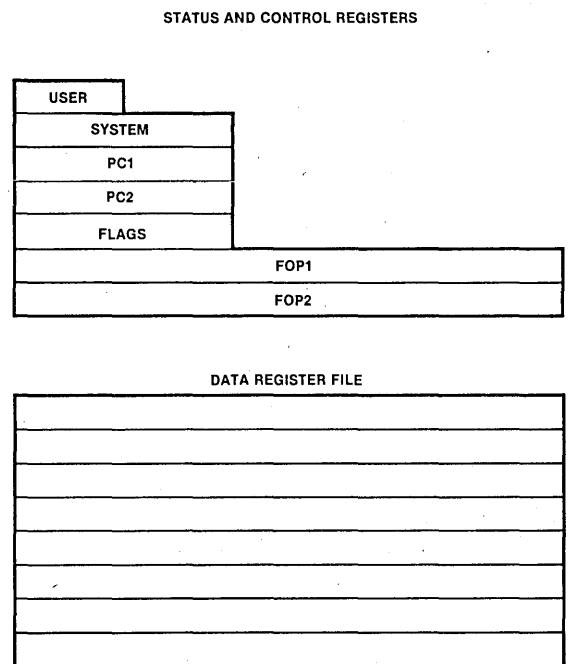 STATUS AND CONTROL REGISTERS
USER
SYSTEM
PC1
PC2
FLAGS
FOP1
FOP2
DATA REGISTER FILE